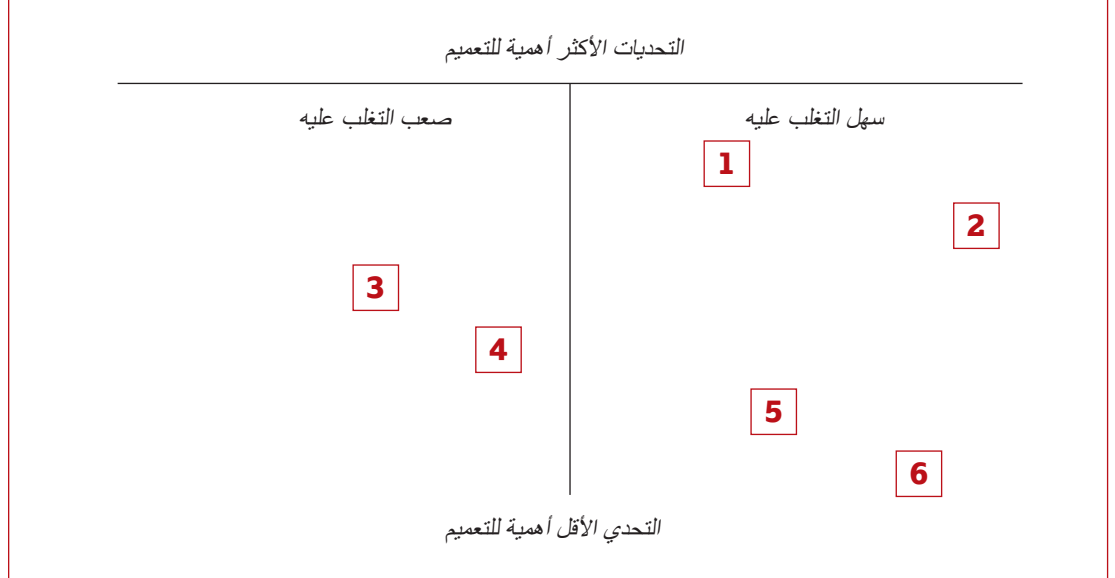 التحديات الأكثر أهمية للتعميم
سهل التغلب عليه
صعب التغلب عليه
1
2
3
4
5
6
التحدي الأقل أهمية للتعميم